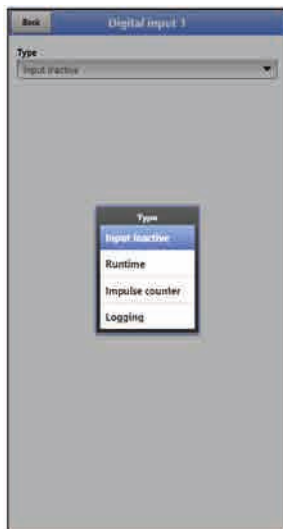 Back
Digital input 1
Type
Input inactive
Type
Input inactive
Runtime
Impulse counter
Logging